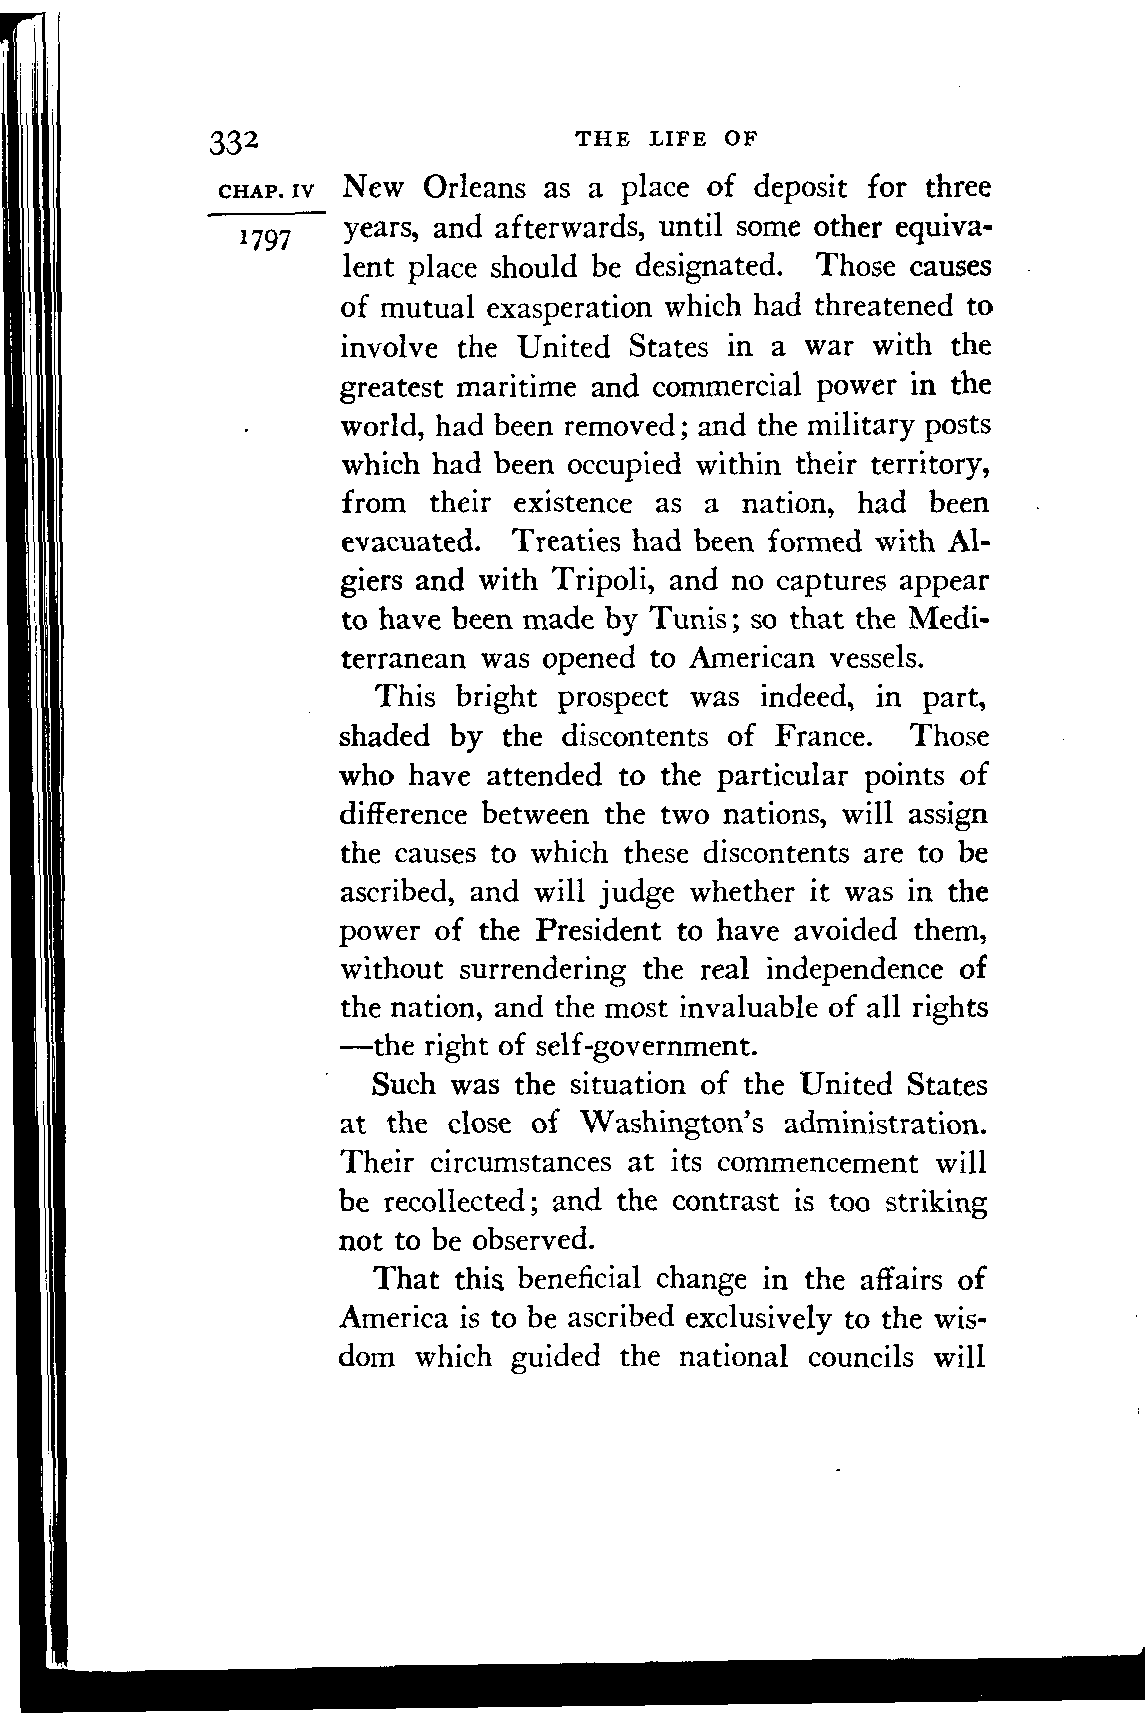 332 THE LIFE OF
CHAP. IV New Orleans as a place of deposit for three
1797 years, and afterwards, until some other equiva-
lent place should be designated. Those causes
of mutual exasperation which had threatened to
involve the United States in a war with the
greatest maritime and commercial power in the
world, had been removed; and the military posts
which had been occupied within their territory,
from their existence as a nation, had been
evacuated. Treaties had been formed with Al-
giers and with Tripoli, and no captures appear
to have been made by Tunis; so that the Medi-
terranean was opened to American vessels.
This bright prospect was indeed, in part,
shaded by the discontents of France. Those
who have attended to the particular points of
difference between the two nations, will assign
the causes to which these discontents are to be
ascribed, and will judge whether it was in the
power of the President to have avoided them,
without surrendering the real independence of
the nation, and the most invaluable of all rights
—the right of self-government.
Such was the situation of the United States
at the close of Washington's administration.
Their circumstances at its commencement will
be recollected; and the contrast is too striking
not to be observed.
That this beneficial change in the affairs of
America is to be ascribed exclusively to the wis-
dom which guided the national councils will